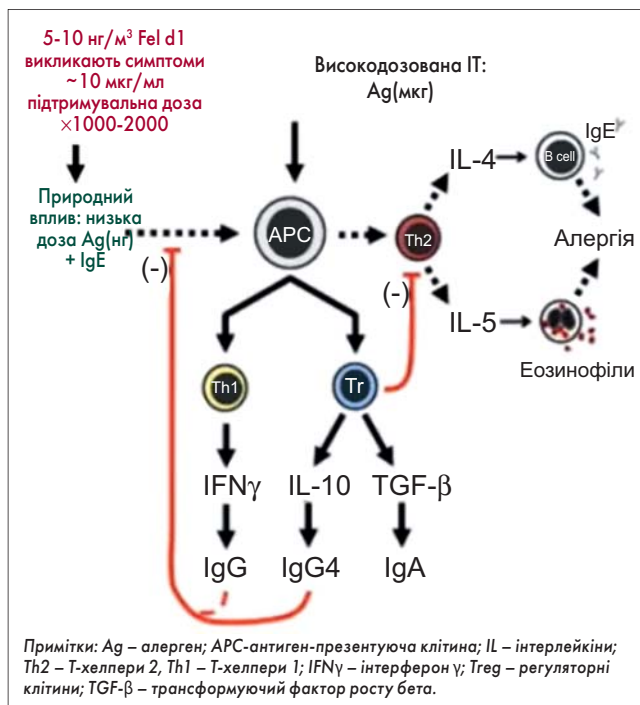 5-10 нг/м³ Fel d1
викликають симптоми
~10 мкг/мл
підтримувальна доза
×1000-2000
Високодозована ІТ:
Ag(мкг)
Природний
вплив: низька
доза Ag(нг)
+ IgE
(-)
APC
Th2
(-)
IL-4
IgE
B cell
Алергія
IL-5
Еозинофіли
Th1
Tr
IFNγ
IL-10
TGF-β
IgG
IgG4
IgA
Примітки: Ag – алерген; APC-антиген-презентуюча клітина; IL – інтерлейкіни;
Th2 – Т-хелпери 2, Th1 – Т-хелпери 1; IFNγ – інтерферон γ; Treg – регуляторні
клітини; TGF-β – трансформуючий фактор росту бета.